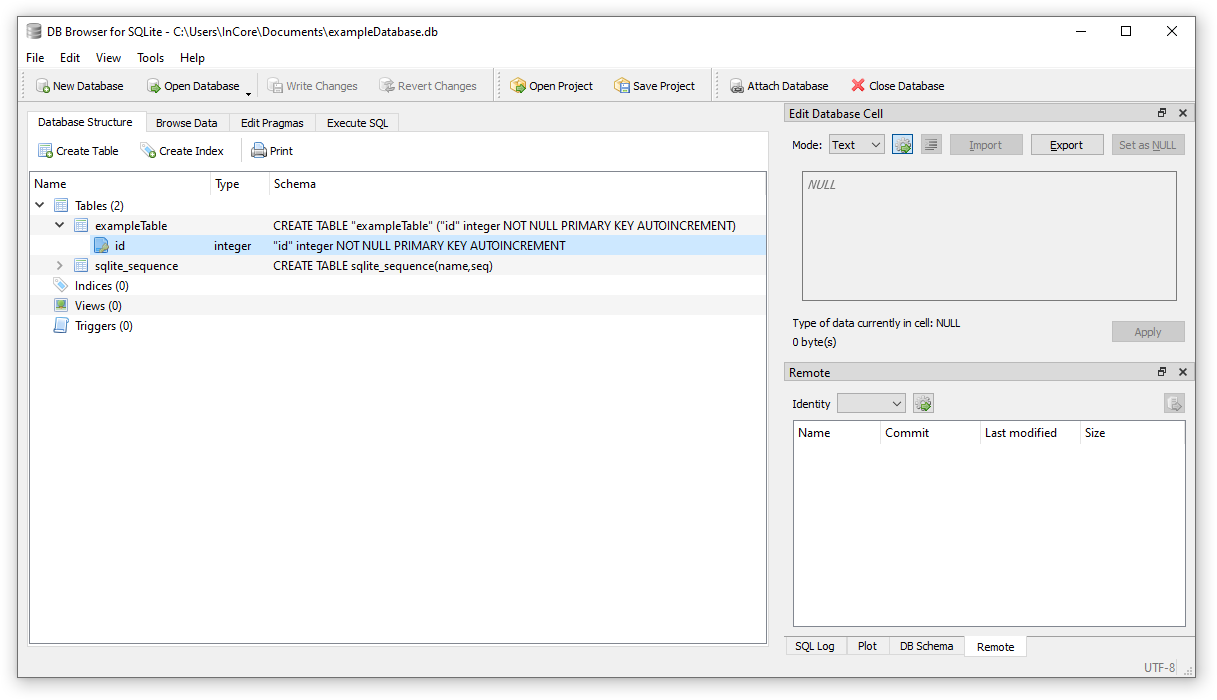 DB Browser for SQLite - C:\Users\InCore\Documents\exampleDatabase.db
File Edit View Tools Help
New Database Open Database Write Changes Revert Changes Open Project Save Project Attach Database Close Database
Database Structure Browse Data Edit Pragmas Execute SQL
Create Table Create Index Print
Name Type Schema
Tables (2)
exampleTable CREATE TABLE "exampleTable" ("id" integer NOT NULL PRIMARY KEY AUTOINCREMENT)
id integer "id" integer NOT NULL PRIMARY KEY AUTOINCREMENT
sqlite_sequence CREATE TABLE sqlite_sequence(name,seq)
Indices (0)
Views (0)
Triggers (0)
Edit Database Cell
Mode: Text Import Export Set as NULL
NULL
Type of data currently in cell: NULL
0 byte(s)
Apply
Remote
Identity
Name Commit Last modified Size
SQL Log Plot DB Schema Remote
UTF-8